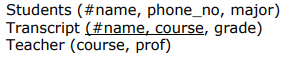 Students (#name, phone_no, major)
Transcript (#name, course, grade)
Teacher (course, prof)